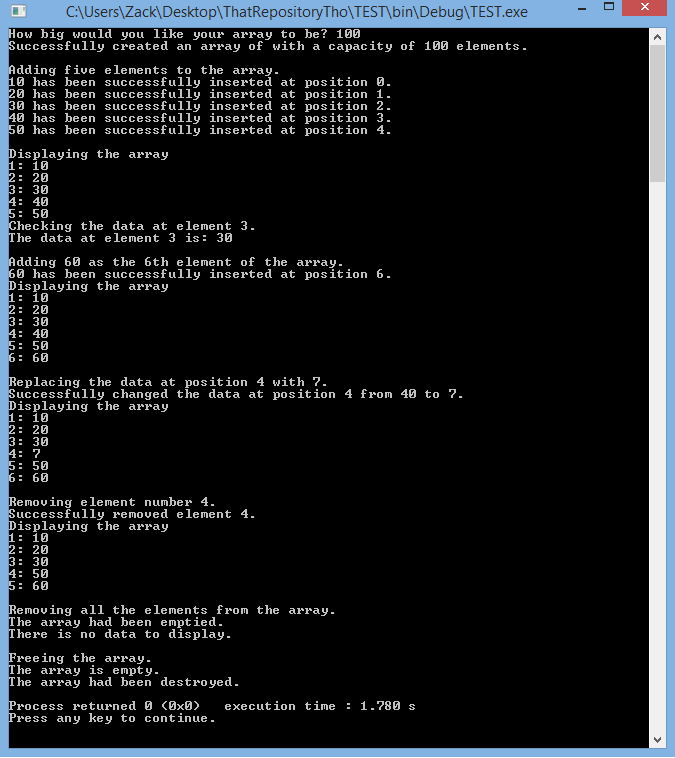 C:\Users\Zack\Desktop\ThatRepositoryTho\TEST\bin\Debug\TEST.exe
How big would you like your array to be? 100
Successfully created an array of with a capacity of 100 elements.
Adding five elements to the array.
10 has been successfully inserted at position 0.
20 has been successfully inserted at position 1.
30 has been successfully inserted at position 2.
40 has been successfully inserted at position 3.
50 has been successfully inserted at position 4.
Displaying the array
1: 10
2: 20
3: 30
4: 40
5: 50
Checking the data at element 3.
The data at element 3 is: 30
Adding 60 as the 6th element of the array.
60 has been successfully inserted at position 6.
Displaying the array
1: 10
2: 20
3: 30
4: 40
5: 50
6: 60
Replacing the data at position 4 with 7.
Successfully changed the data at position 4 from 40 to 7.
Displaying the array
1: 10
2: 20
3: 30
4: 7
5: 50
6: 60
Removing element number 4.
Successfully removed element 4.
Displaying the array
1: 10
2: 20
3: 30
4: 50
5: 60
Removing all the elements from the array.
The array had been emptied.
There is no data to display.
Freeing the array.
The array is empty.
The array had been destroyed.
Process returned 0 (0x0)   execution time : 1.780 s
Press any key to continue.